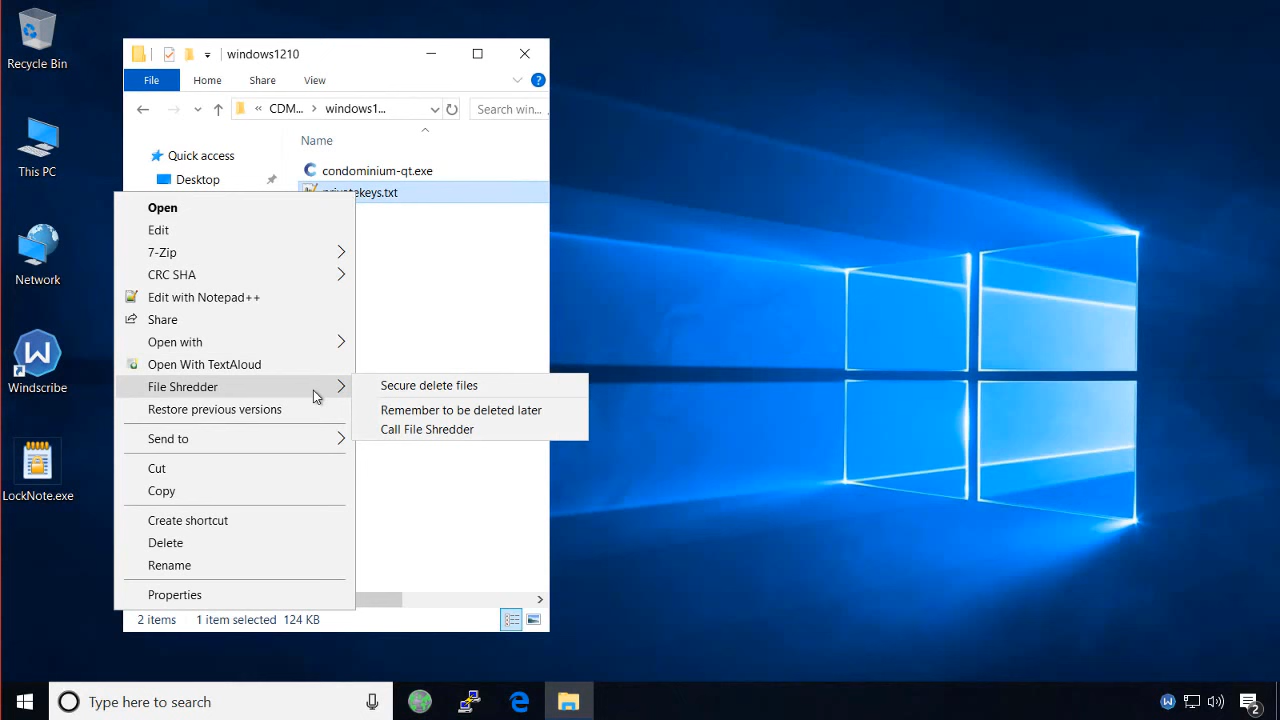 Recycle Bin
This PC
Network
Windscribe
LockNote.exe
windows1210
File
Home
Share
View
?
« CDM... > windows1...
Search win...
Name
Quick access
Desktop
condominium-qt.exe
privatekeys.txt
Open
Edit
7-Zip
CRC SHA
Edit with Notepad++
Share
Open with
Open With TextAloud
File Shredder
Restore previous versions
Send to
Cut
Copy
Create shortcut
Delete
Rename
Properties
Secure delete files
Remember to be deleted later
Call File Shredder
2 items
1 item selected
124 KB
Type here to search
2